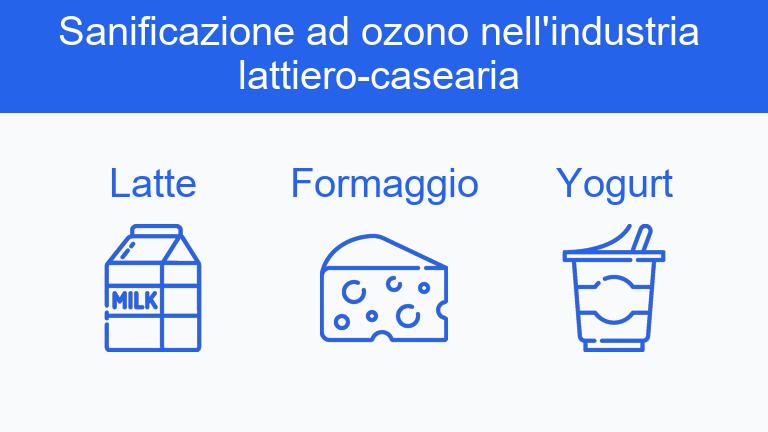 Sanificazione ad ozono nell'industria
lattiero-casearia
Latte
Formaggio
Yogurt
MILK